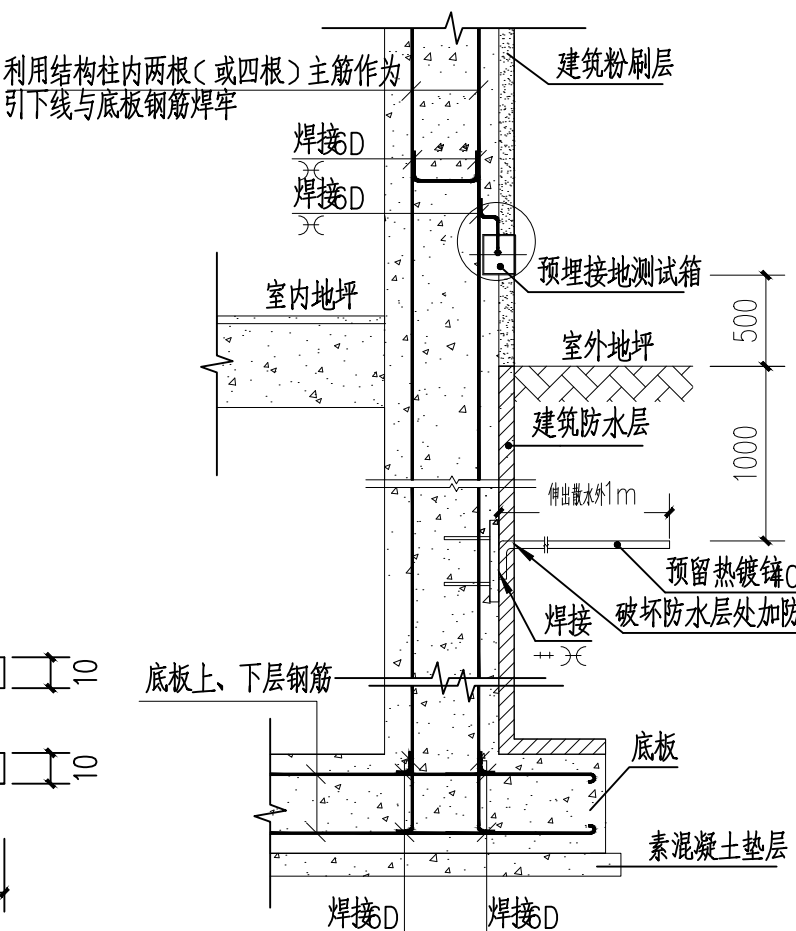 利用结构柱内两根(或四根)主筋作为
引下线与底板钢筋焊牢
建筑粉刷层
焊接6D
焊接6D
预埋接地测试箱
室内地坪
500
室外地坪
建筑防水层
1000
伸出散水外1m
预留热镀锌
破坏防水层处加防
焊接
10
底板上、下层钢筋
10
底板
素混凝土垫层
焊接6D
焊接6D